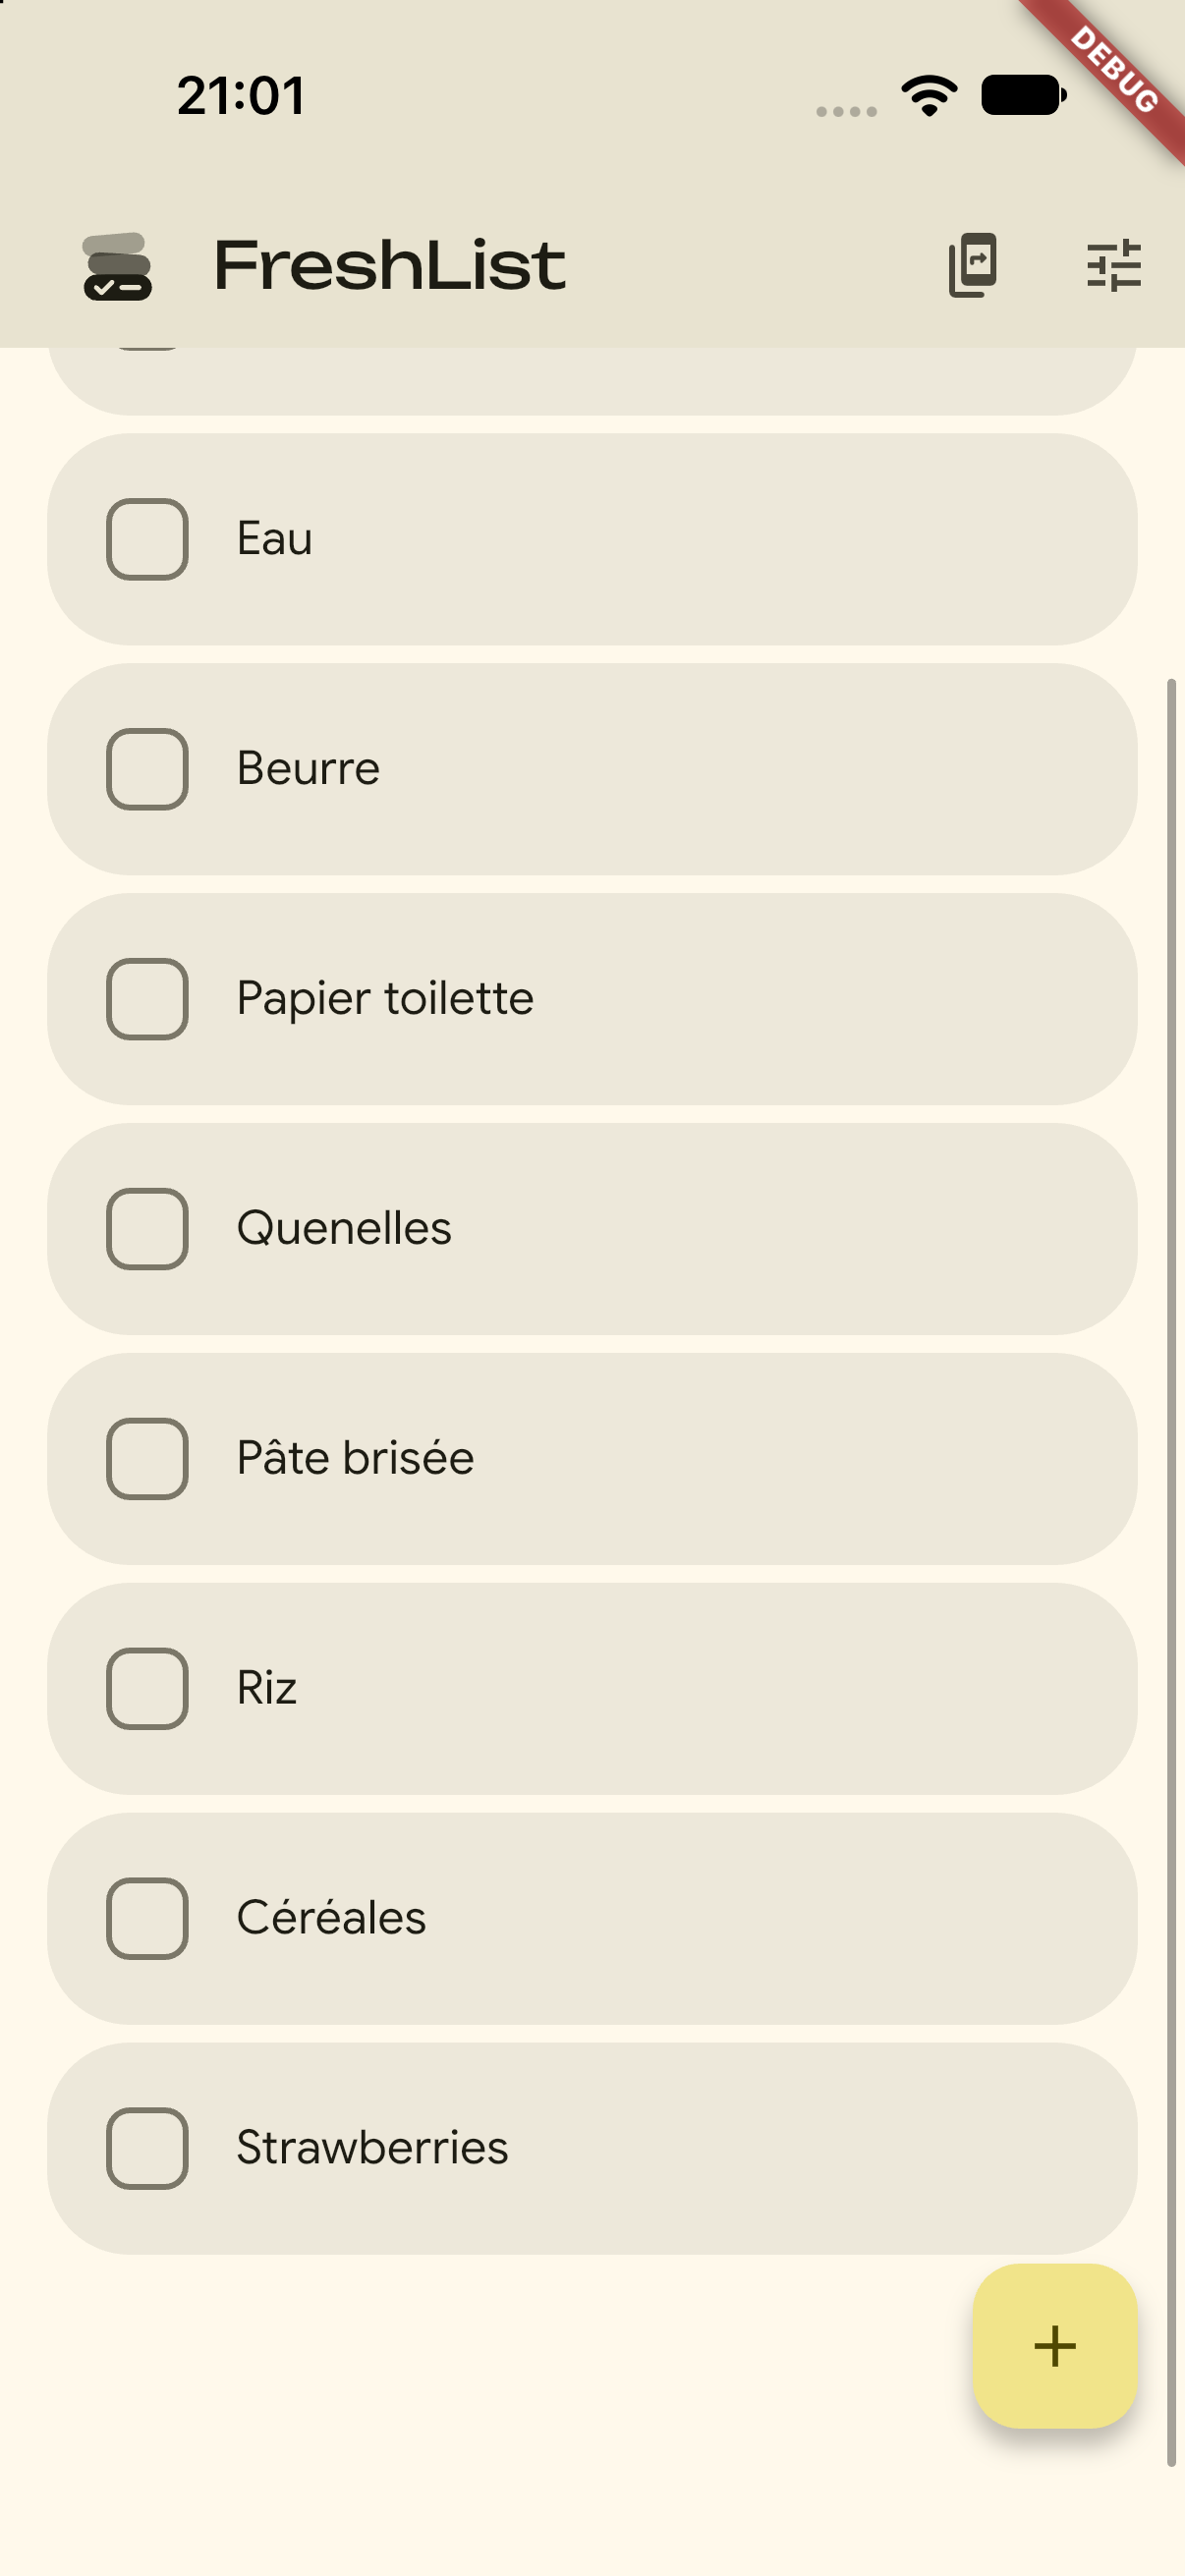 21:01
DEBUG
FreshList
Eau
Beurre
Papier toilette
Quenelles
Pâte brisée
Riz
Céréales
Strawberries